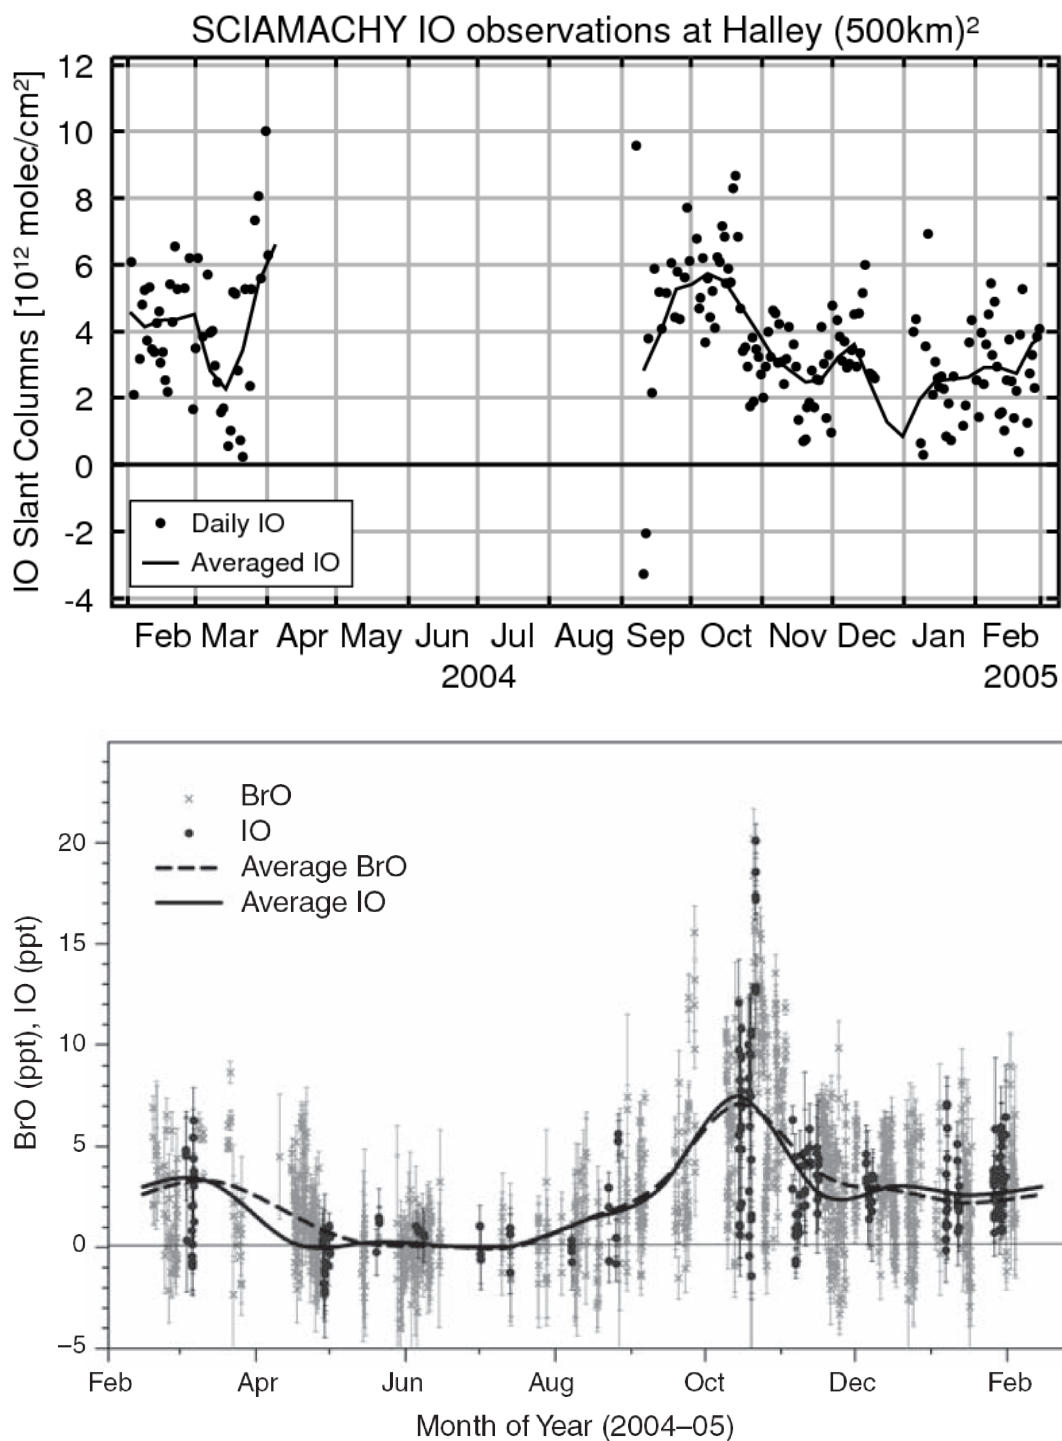 SCIAMACHY IO observations at Halley (500km)²
IO Slant Columns [10¹² molec/cm²]
12
10
8
6
4
2
0
-2
-4
Daily IO
Averaged IO
Feb Mar Apr May Jun Jul Aug Sep Oct Nov Dec Jan Feb
2004 2005
BrO (ppt), IO (ppt)
BrO
IO
Average BrO
Average IO
20
15
10
5
0
–5
Feb Apr Jun Aug Oct Dec Feb
Month of Year (2004–05)